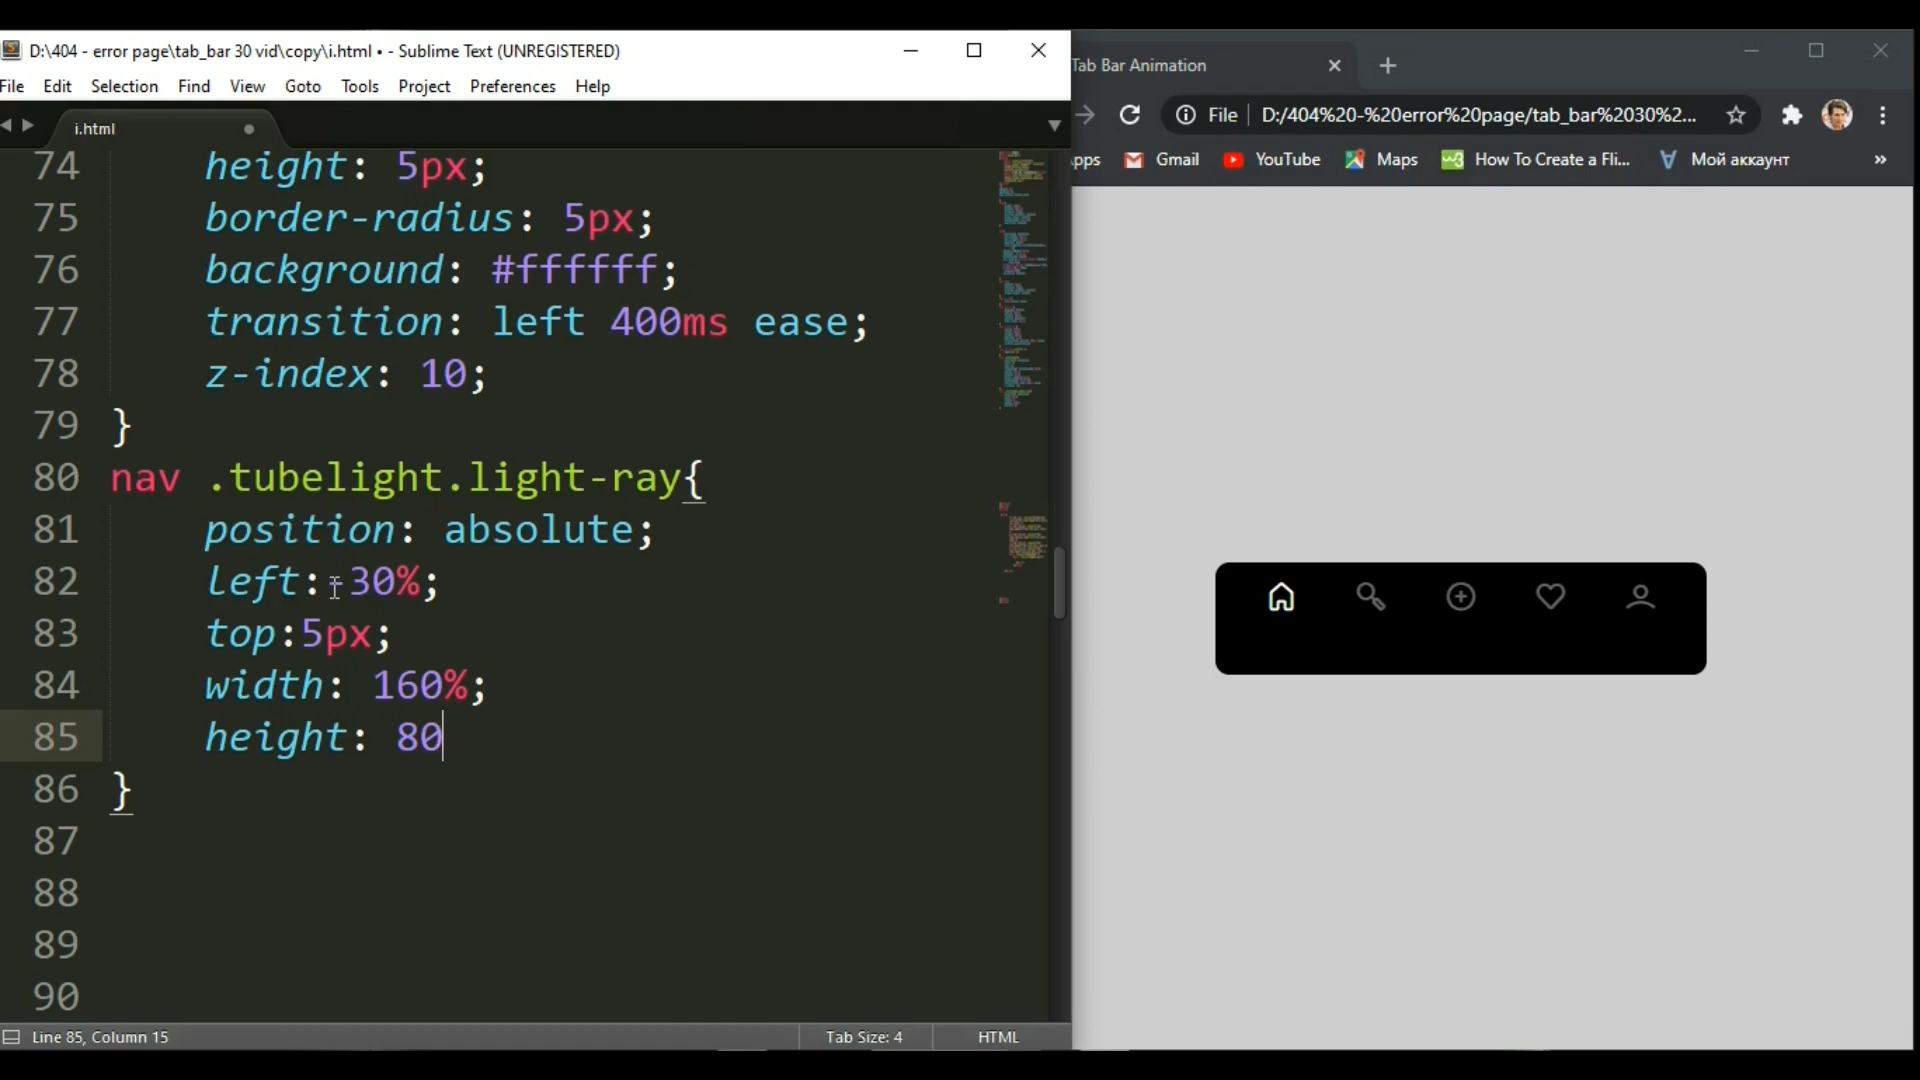 D:\404 - error page\tab_bar 30 vid\copy\i.html • - Sublime Text (UNREGISTERED)
File Edit Selection Find View Goto Tools Project Preferences Help
i.html
74 height: 5px;
75 border-radius: 5px;
76 background: #ffffff;
77 transition: left 400ms ease;
78 z-index: 10;
79 }
80 nav .tubelight.light-ray{
81 position: absolute;
82 left: -30%;
83 top:5px;
84 width: 160%;
85 height: 80
86 }
87
88
89
90
Line 85, Column 15 Tab Size: 4 HTML
Tab Bar Animation
File D:/404%20-%20error%20page/tab_bar%2030%2...
pps Gmail YouTube Maps How To Create a Fli... Мой аккаунт »